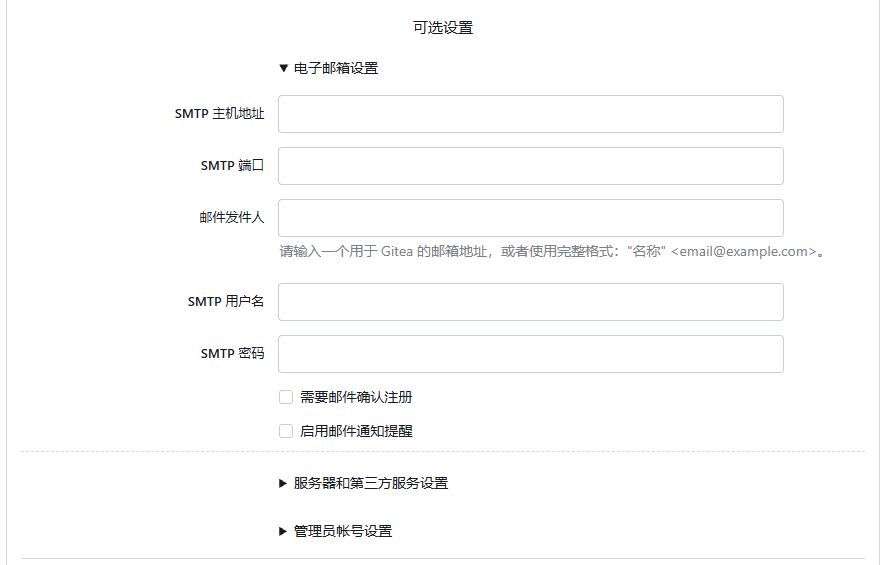 可选设置
▼ 电子邮箱设置
SMTP 主机地址
SMTP 端口
邮件发件人
请输入一个用于 Gitea 的邮箱地址，或者使用完整格式："名称" <email@example.com>。
SMTP 用户名
SMTP 密码
需要邮件确认注册
启用邮件通知提醒
▶ 服务器和第三方服务设置
▶ 管理员帐号设置